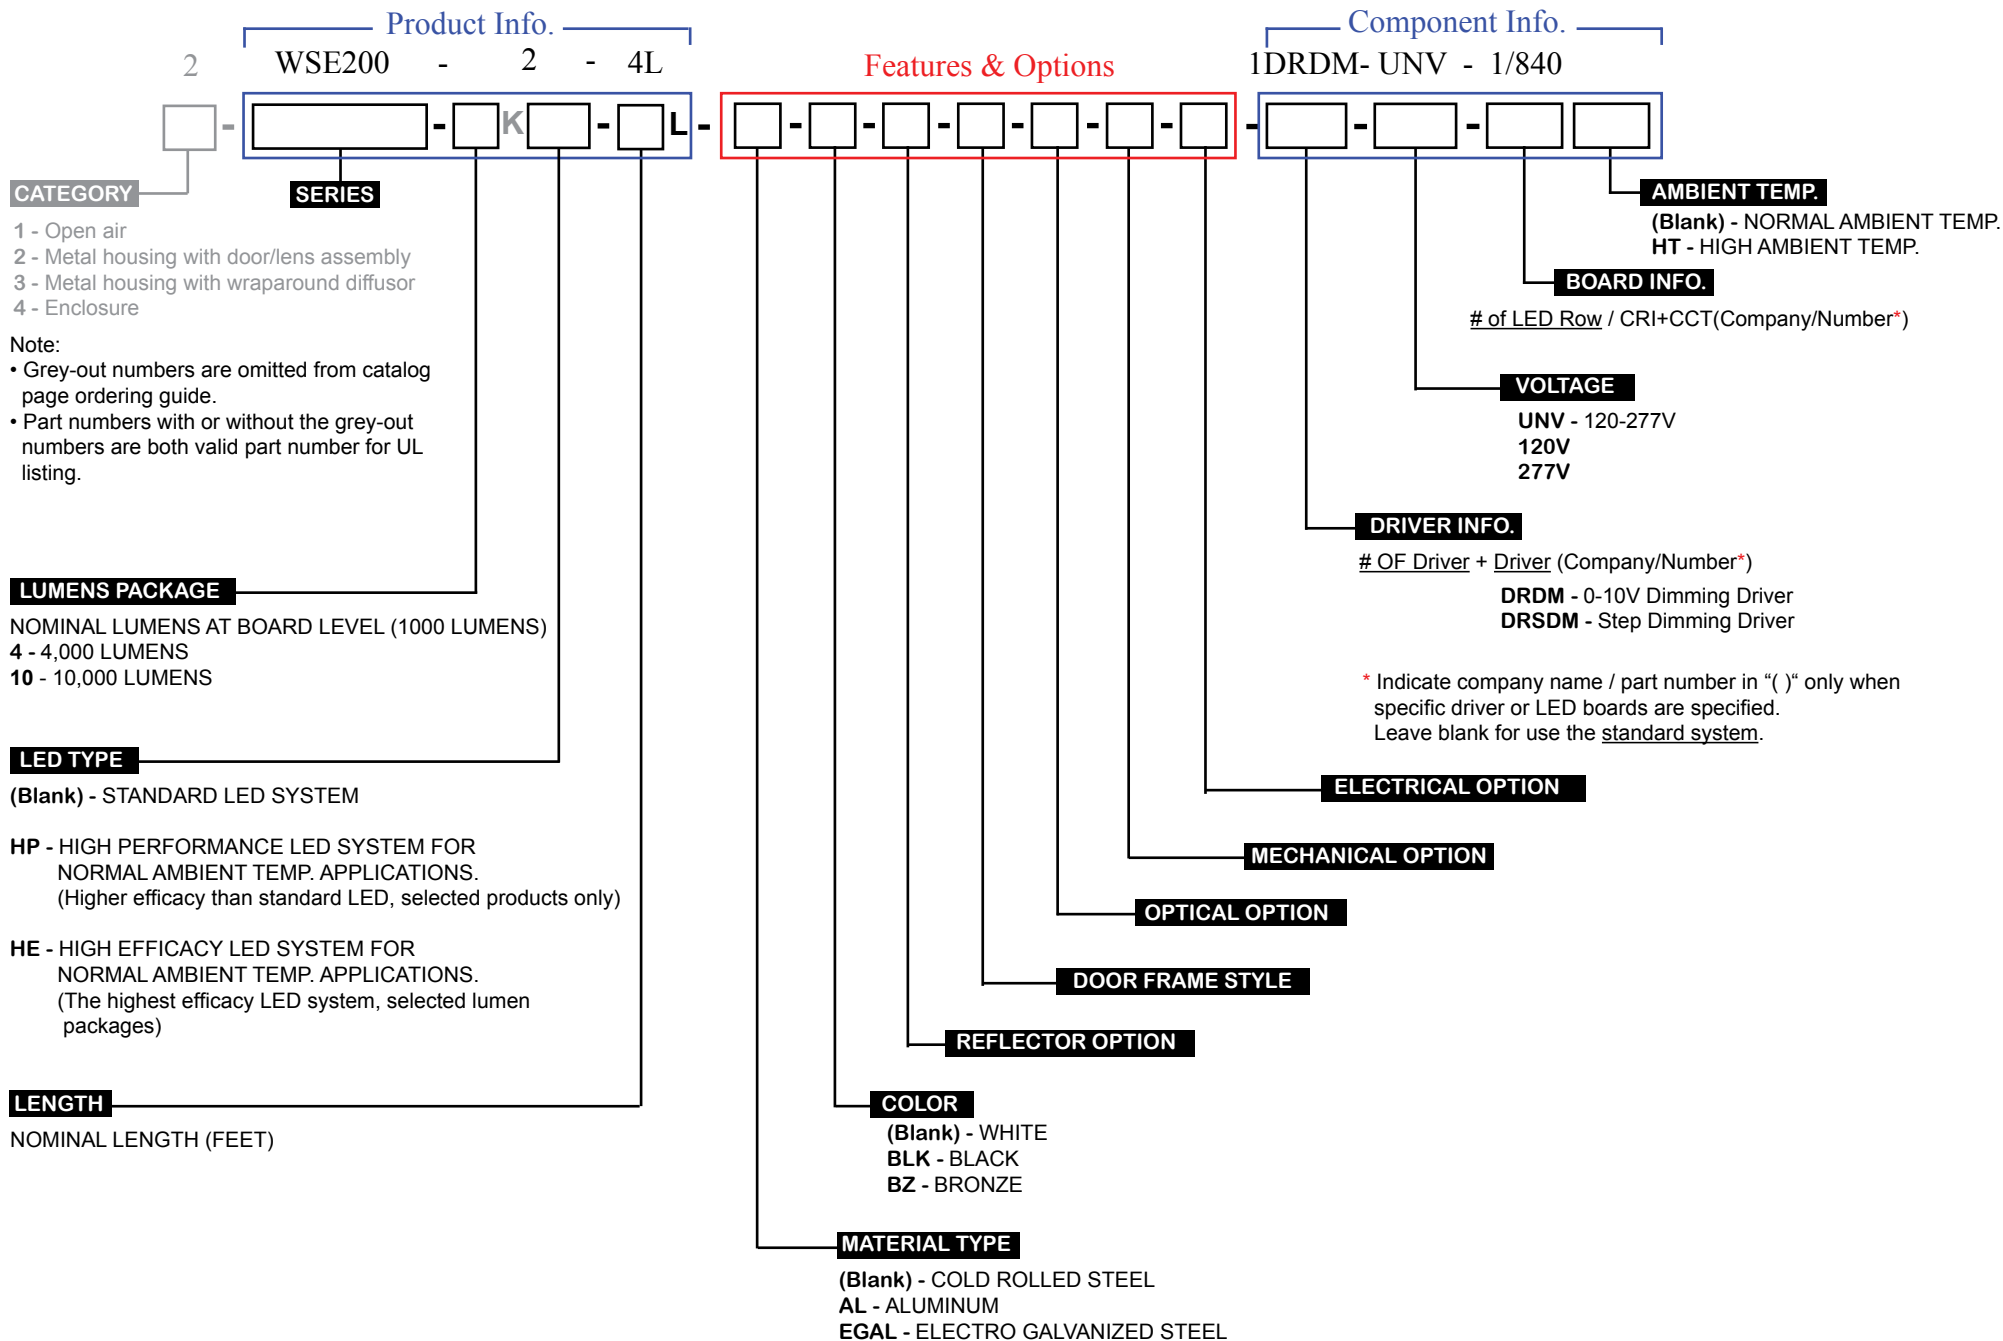 Product Info.
Component Info.
2 WSE200 - 2 - 4L
Features & Options
1DRDM- UNV - 1/840
- - K - L - - - - - - - - - -
CATEGORY
1 - Open air
2 - Metal housing with door/lens assembly
3 - Metal housing with wraparound diffusor
4 - Enclosure
Note:
• Grey-out numbers are omitted from catalog
page ordering guide.
• Part numbers with or without the grey-out
numbers are both valid part number for UL
listing.
SERIES
AMBIENT TEMP.
(Blank) - NORMAL AMBIENT TEMP.
HT - HIGH AMBIENT TEMP.
BOARD INFO.
# of LED Row / CRI+CCT(Company/Number*)
VOLTAGE
UNV - 120-277V
120V
277V
DRIVER INFO.
# OF Driver + Driver (Company/Number*)
DRDM - 0-10V Dimming Driver
DRSDM - Step Dimming Driver
* Indicate company name / part number in “( )“ only when
specific driver or LED boards are specified.
Leave blank for use the standard system.
LUMENS PACKAGE
NOMINAL LUMENS AT BOARD LEVEL (1000 LUMENS)
4 - 4,000 LUMENS
10 - 10,000 LUMENS
LED TYPE
(Blank) - STANDARD LED SYSTEM
HP - HIGH PERFORMANCE LED SYSTEM FOR
NORMAL AMBIENT TEMP. APPLICATIONS.
(Higher efficacy than standard LED, selected products only)
HE - HIGH EFFICACY LED SYSTEM FOR
NORMAL AMBIENT TEMP. APPLICATIONS.
(The highest efficacy LED system, selected lumen
packages)
LENGTH
NOMINAL LENGTH (FEET)
ELECTRICAL OPTION
MECHANICAL OPTION
OPTICAL OPTION
DOOR FRAME STYLE
REFLECTOR OPTION
COLOR
(Blank) - WHITE
BLK - BLACK
BZ - BRONZE
MATERIAL TYPE
(Blank) - COLD ROLLED STEEL
AL - ALUMINUM
EGAL - ELECTRO GALVANIZED STEEL